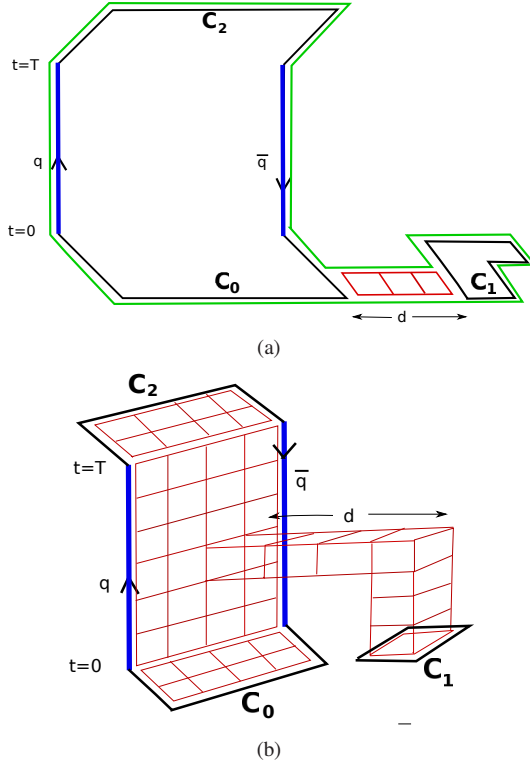 C₂
t=T
q
q̅
t=0
C₀
C₁
d
(a)
C₂
t=T
q̅
d
q
t=0
C₁
C₀
(b)